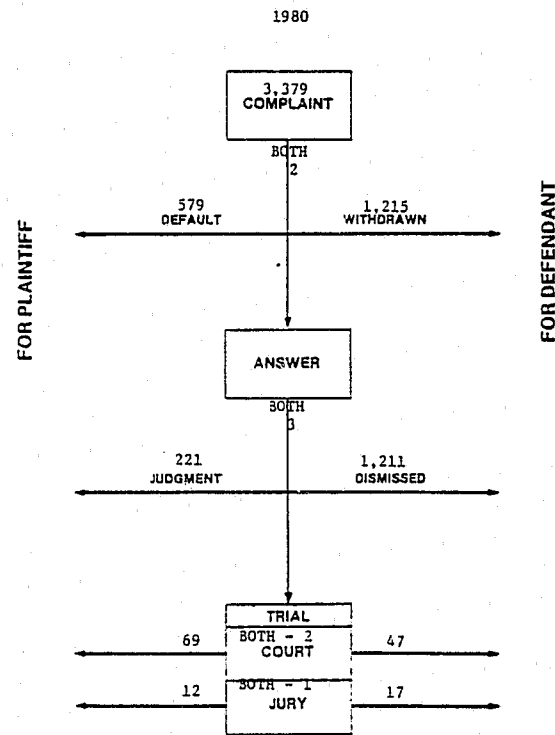 1980
3,379
COMPLAINT
BOTH
2
579
DEFAULT
1,215
WITHDRAWN
FOR PLAINTIFF
FOR DEFENDANT
ANSWER
BOTH
3
221
JUDGMENT
1,211
DISMISSED
TRIAL
69
BOTH - 2
COURT
47
12
BOTH - 1
JURY
17